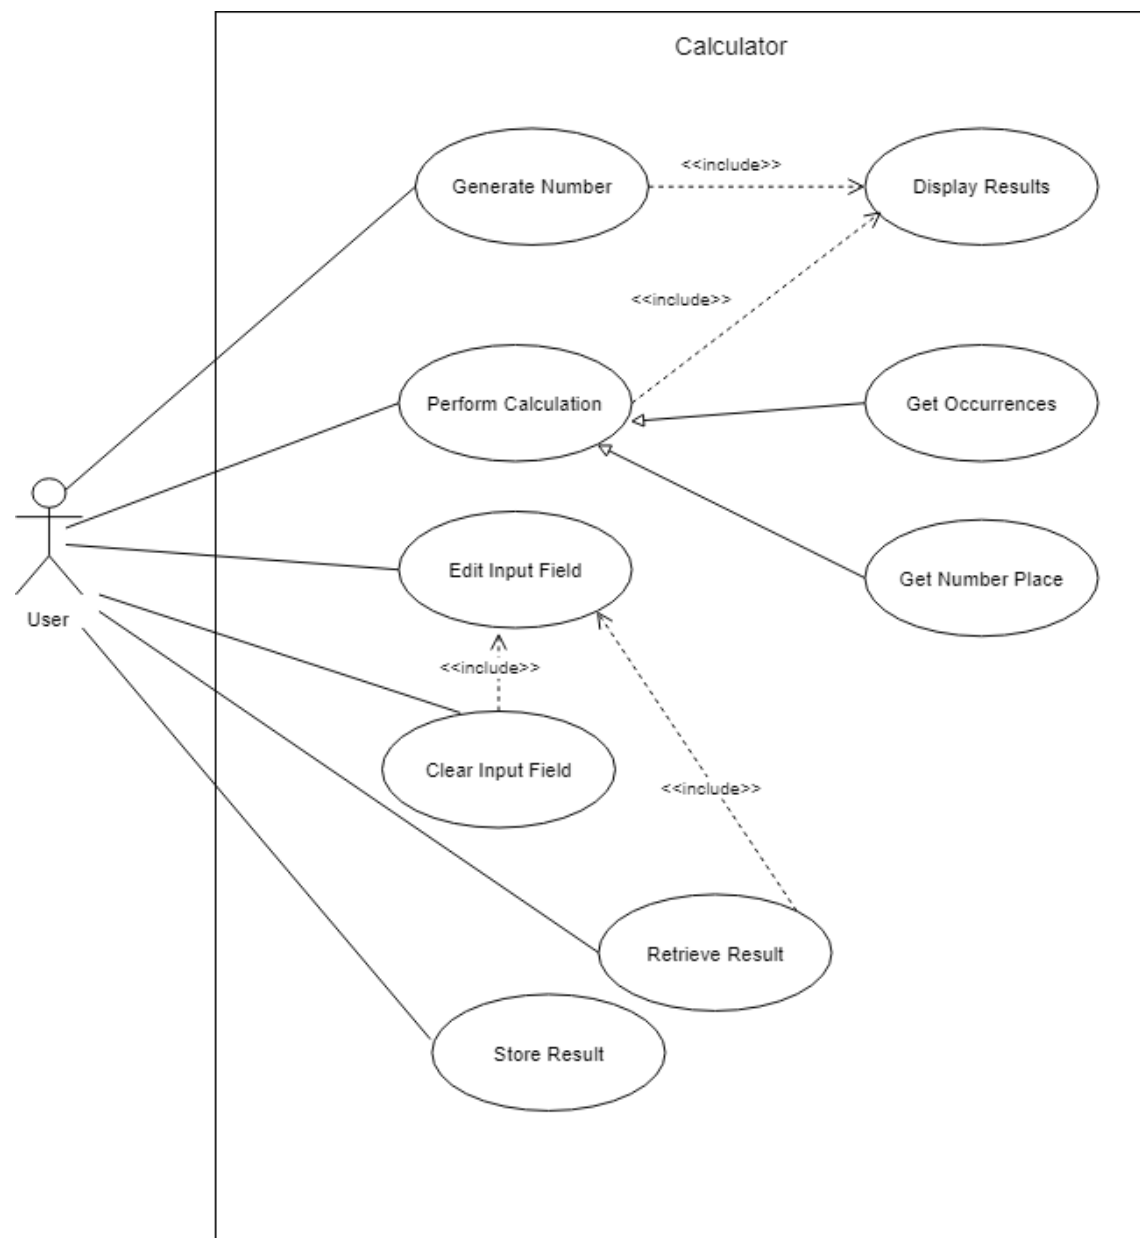 Calculator
<<include>>
Generate Number
Display Results
<<include>>
Perform Calculation
Get Occurrences
Edit Input Field
Get Number Place
User
<<include>>
Clear Input Field
<<include>>
Retrieve Result
Store Result